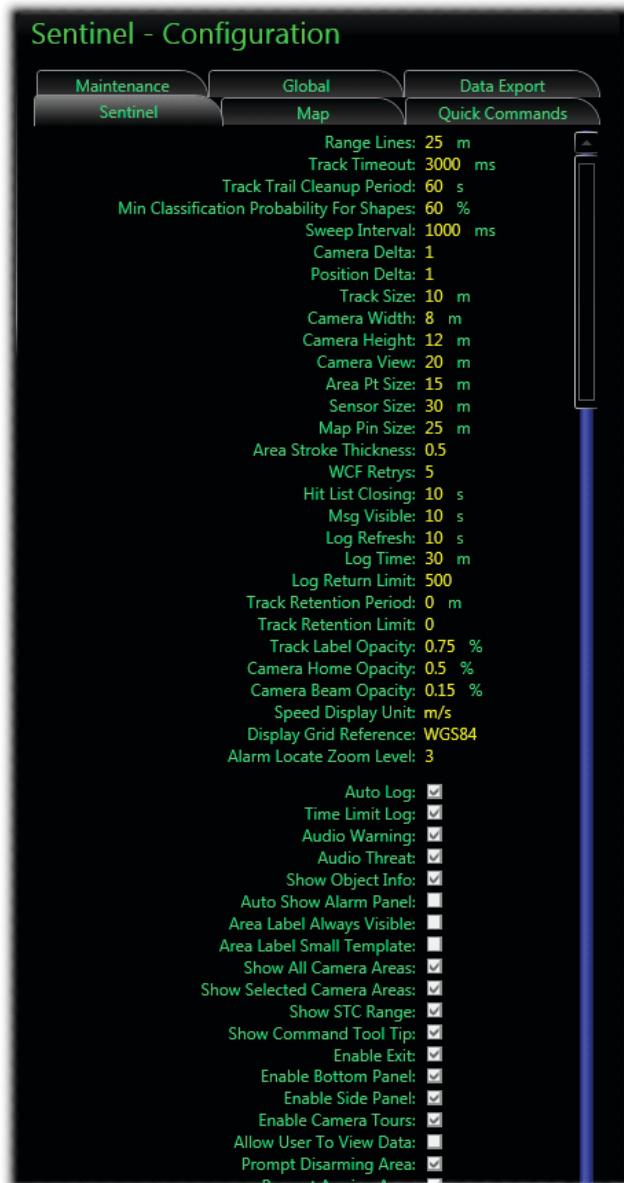 Sentinel - Configuration
Maintenance Global Data Export
Sentinel Map Quick Commands
Range Lines: 25 m
Track Timeout: 3000 ms
Track Trail Cleanup Period: 60 s
Min Classification Probability For Shapes: 60 %
Sweep Interval: 1000 ms
Camera Delta: 1
Position Delta: 1
Track Size: 10 m
Camera Width: 8 m
Camera Height: 12 m
Camera View: 20 m
Area Pt Size: 15 m
Sensor Size: 30 m
Map Pin Size: 25 m
Area Stroke Thickness: 0.5
WCF Retrys: 5
Hit List Closing: 10 s
Msg Visible: 10 s
Log Refresh: 10 s
Log Time: 30 m
Log Return Limit: 500
Track Retention Period: 0 m
Track Retention Limit: 0
Track Label Opacity: 0.75 %
Camera Home Opacity: 0.5 %
Camera Beam Opacity: 0.15 %
Speed Display Unit: m/s
Display Grid Reference: WGS84
Alarm Locate Zoom Level: 3
Auto Log:
Time Limit Log:
Audio Warning:
Audio Threat:
Show Object Info:
Auto Show Alarm Panel:
Area Label Always Visible:
Area Label Small Template:
Show All Camera Areas:
Show Selected Camera Areas:
Show STC Range:
Show Command Tool Tip:
Enable Exit:
Enable Bottom Panel:
Enable Side Panel:
Enable Camera Tours:
Allow User To View Data:
Prompt Disarming Area: